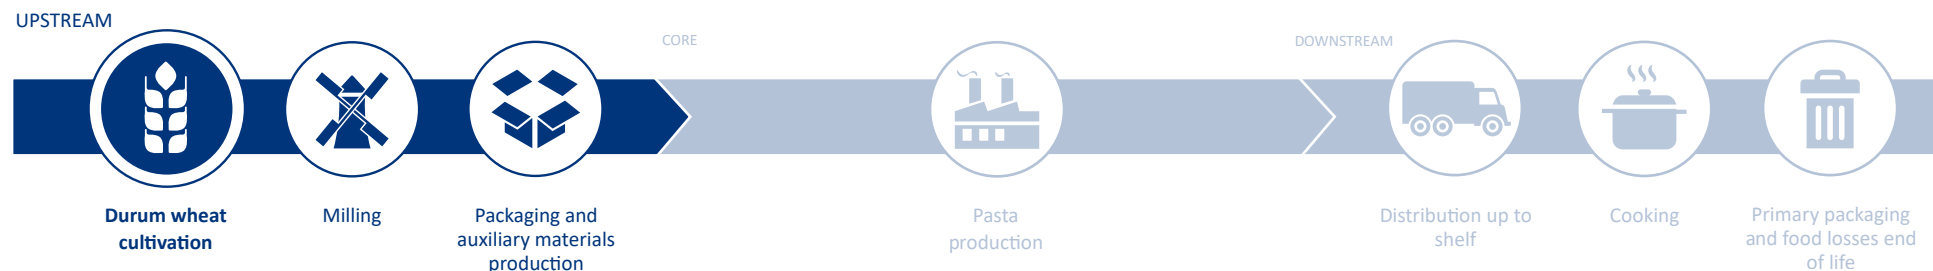 UPSTREAM
CORE
DOWNSTREAM
Durum wheat
cultivation
Milling
Packaging and
auxiliary materials
production
Pasta
production
Distribution up to
shelf
Cooking
Primary packaging
and food losses end
of life